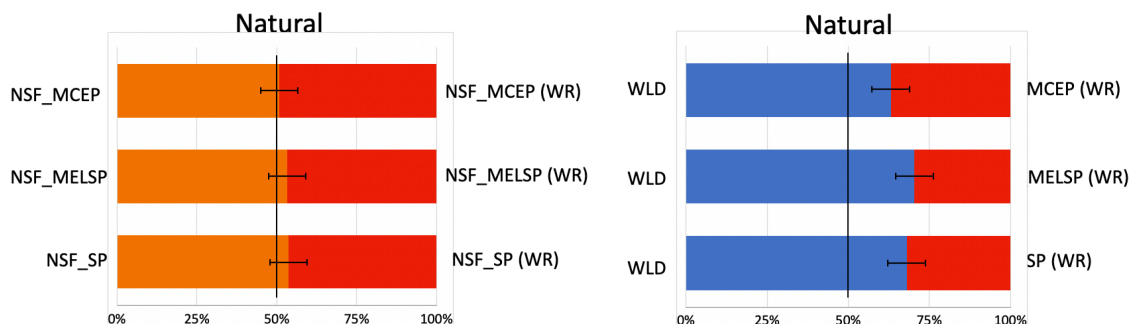 Natural
NSF_MCEP NSF_MCEP (WR)
NSF_MELSP NSF_MELSP (WR)
NSF_SP NSF_SP (WR)
0% 25% 50% 75% 100%
Natural
WLD MCEP (WR)
WLD MELSP (WR)
WLD SP (WR)
0% 25% 50% 75% 100%